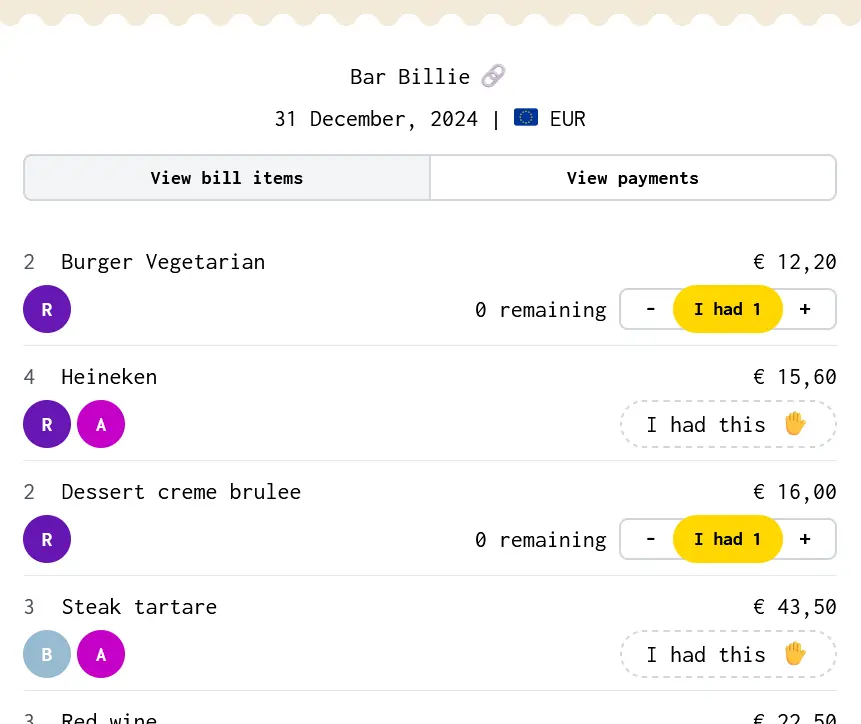 Bar Billie
31 December, 2024 | EUR
View bill items View payments
2 Burger Vegetarian € 12,20
R 0 remaining - I had 1 +
4 Heineken € 15,60
R A I had this
2 Dessert creme brulee € 16,00
R 0 remaining - I had 1 +
3 Steak tartare € 43,50
B A I had this
3 Red wine € 22,50